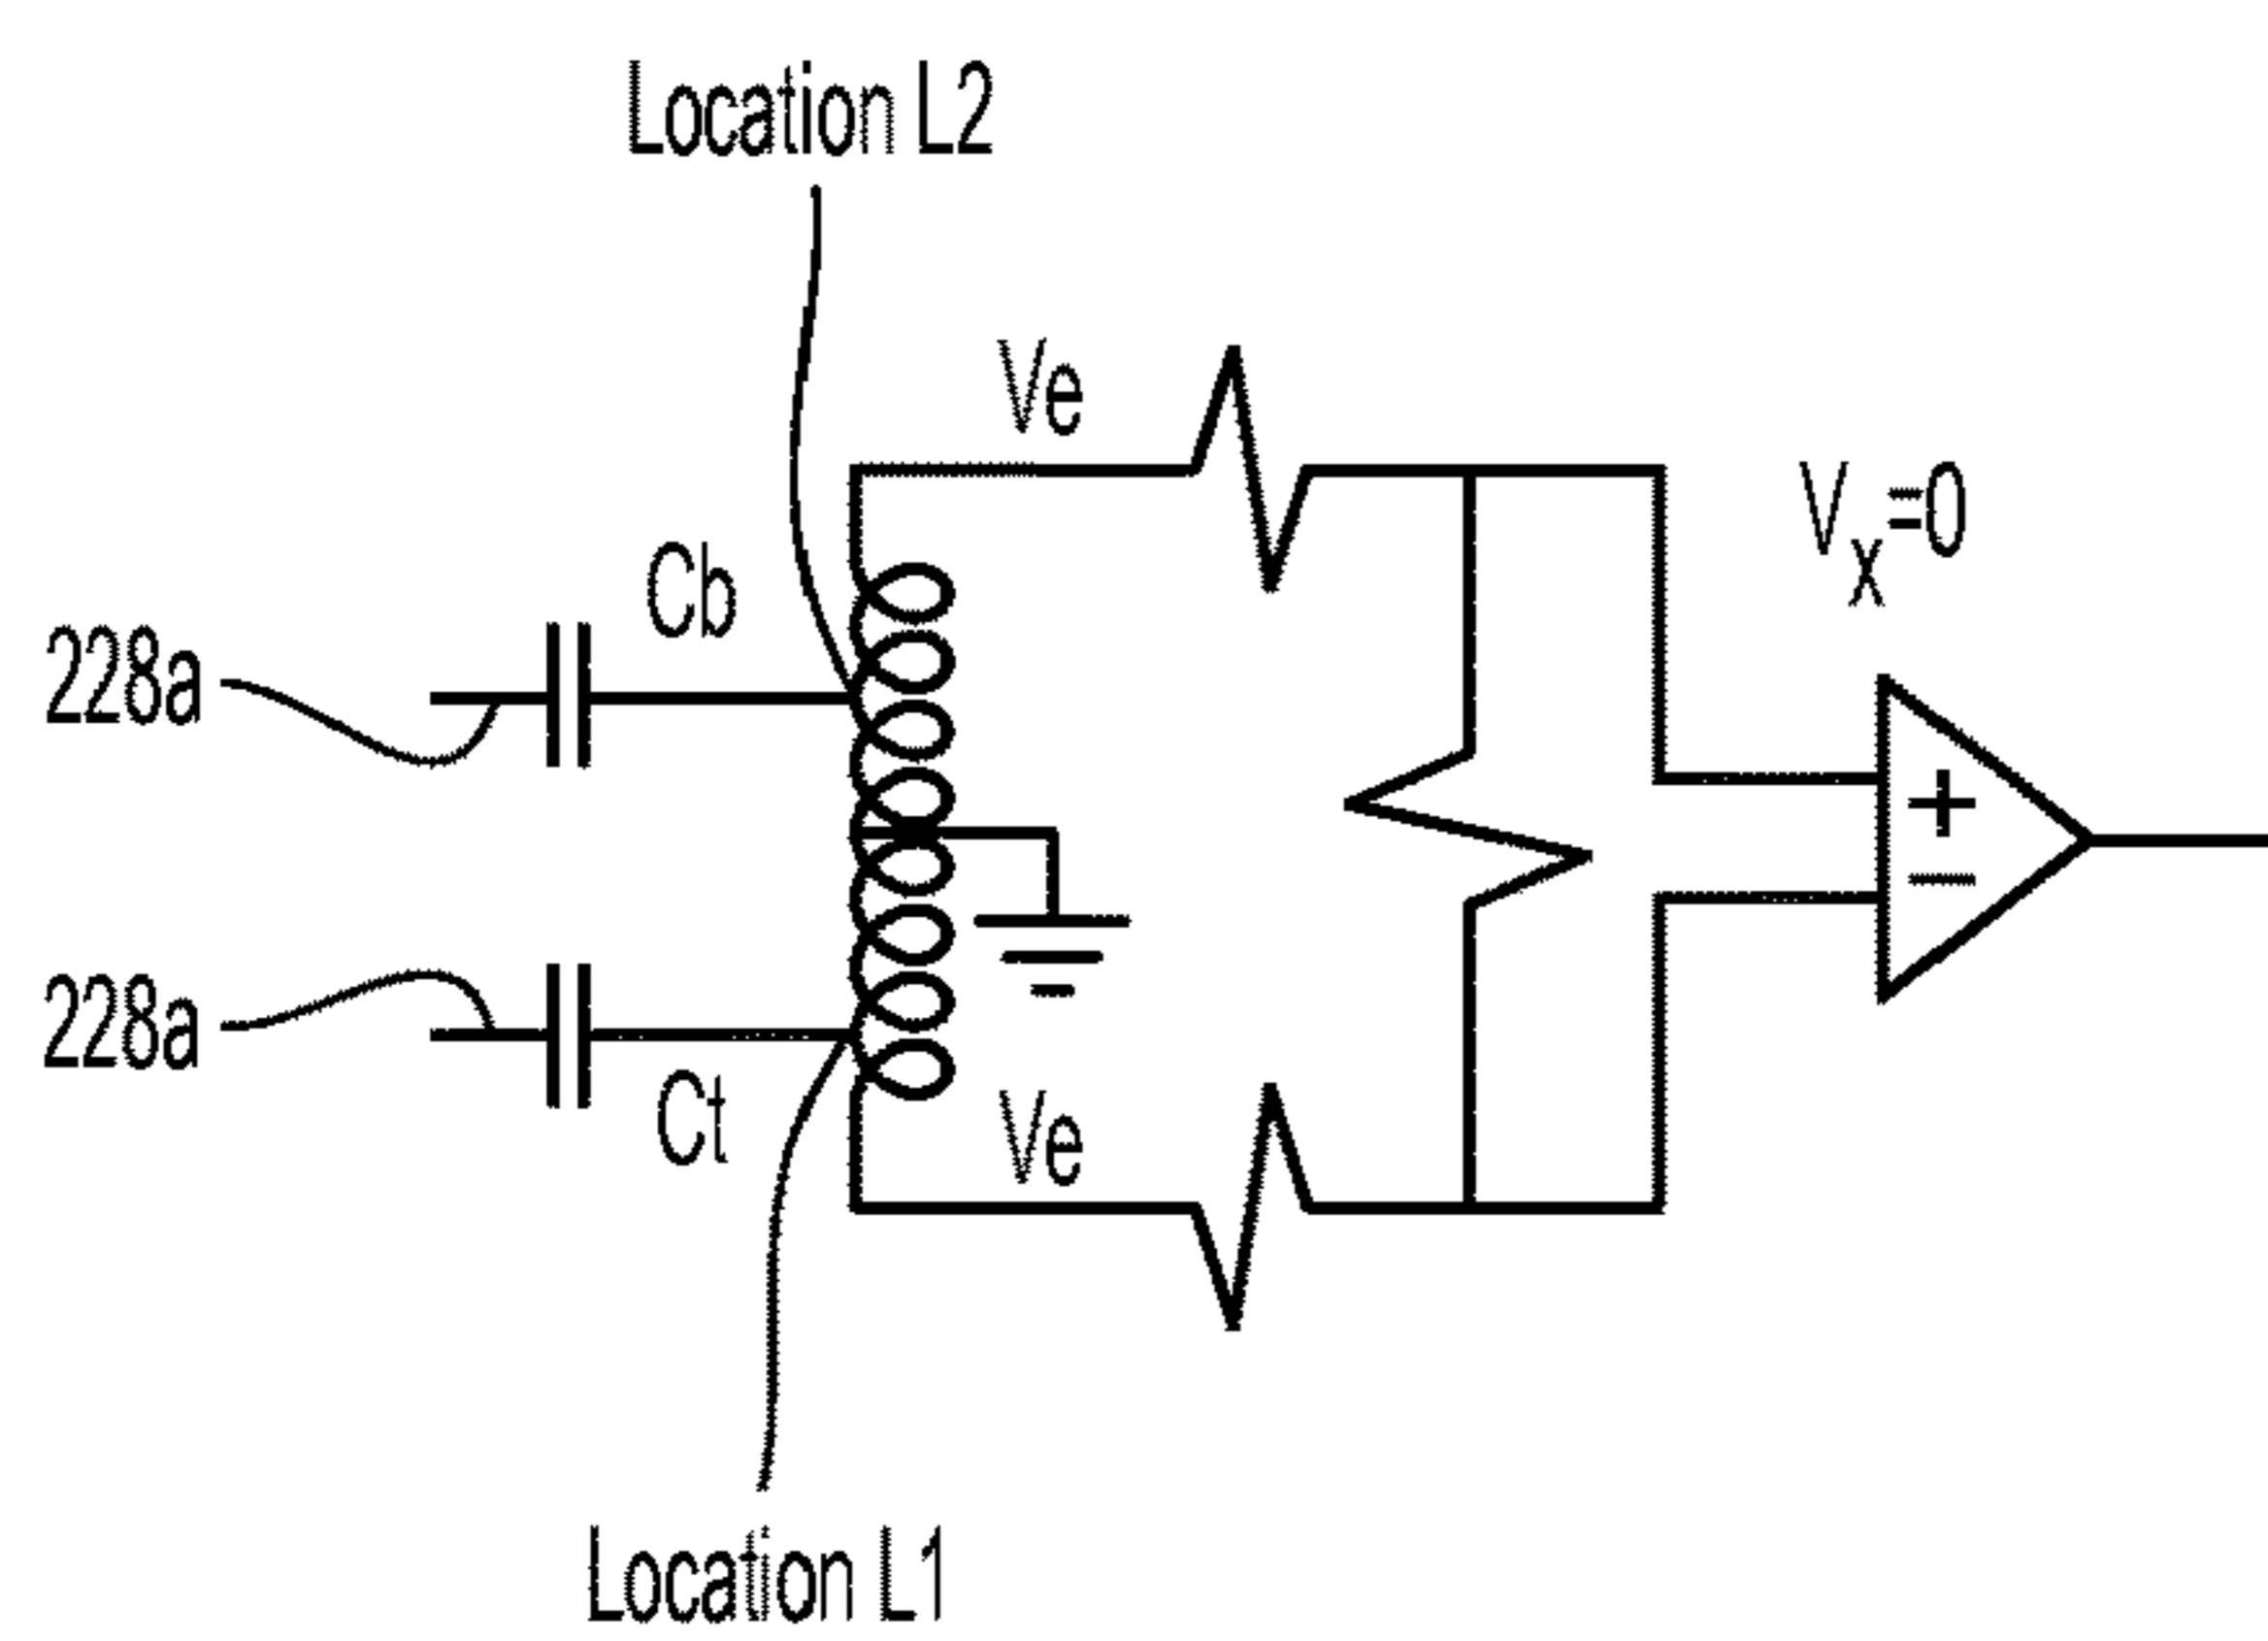 Location L2
Ve
Vx=0
Cb
228a
+
−
228a
Ct
Ve
Location L1